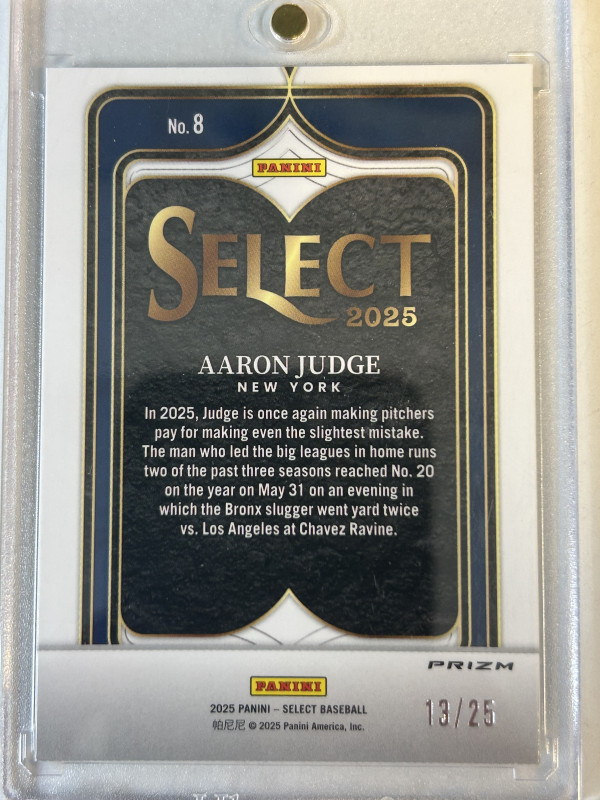 No. 8
PANINI
SELECT
2025
AARON JUDGE
NEW YORK
In 2025, Judge is once again making pitchers
pay for making even the slightest mistake.
The man who led the big leagues in home runs
two of the past three seasons reached No. 20
on the year on May 31 on an evening in
which the Bronx slugger went yard twice
vs. Los Angeles at Chavez Ravine.
PRIZM
PANINI
2025 PANINI – SELECT BASEBALL
13/25
帕尼尼 © 2025 Panini America, Inc.